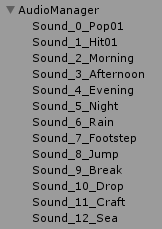 AudioManager
Sound_0_Pop01
Sound_1_Hit01
Sound_2_Morning
Sound_3_Afternoon
Sound_4_Evening
Sound_5_Night
Sound_6_Rain
Sound_7_Footstep
Sound_8_Jump
Sound_9_Break
Sound_10_Drop
Sound_11_Craft
Sound_12_Sea